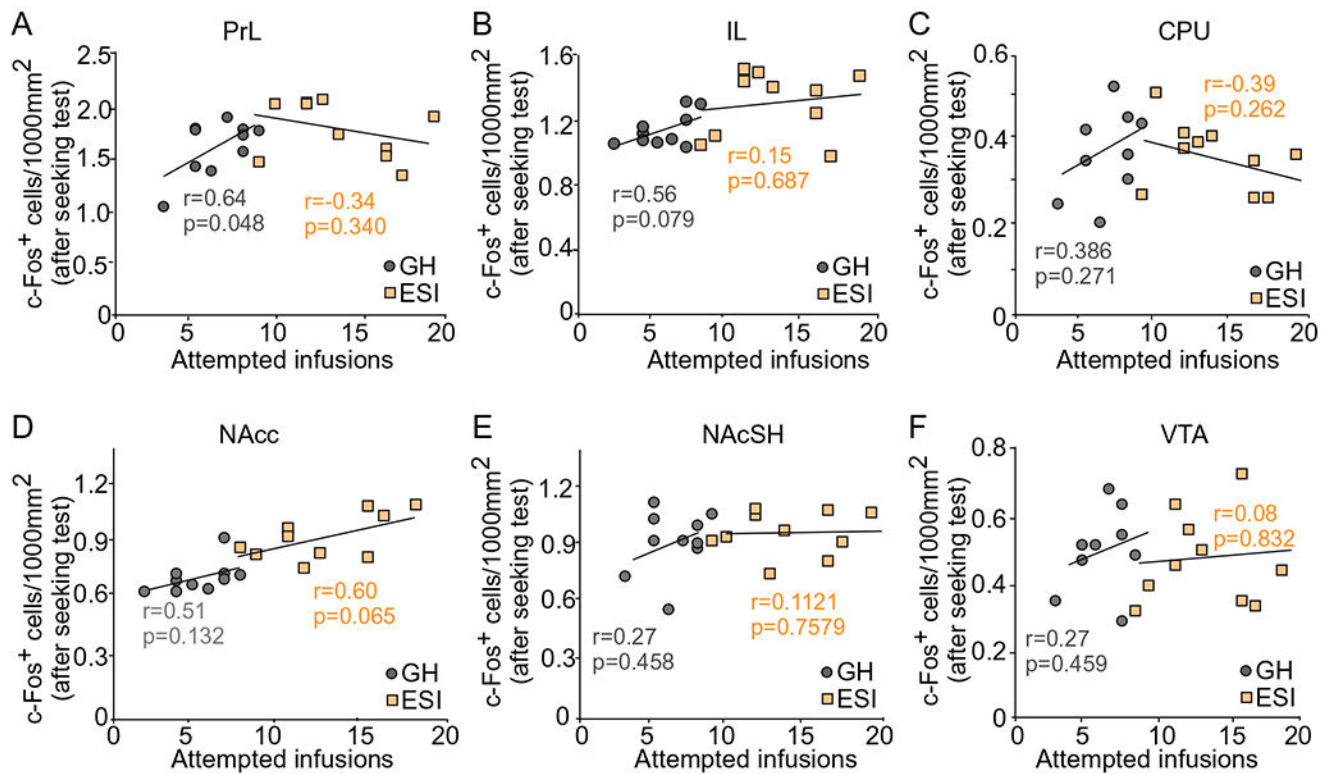 A
PrL
c-Fos⁺ cells/1000mm²
(after seeking test)
2.5
2.0
1.5
1.0
0.5
0
r=0.64
p=0.048
r=-0.34
p=0.340
GH
ESI
0 5 10 15 20
Attempted infusions
B
IL
c-Fos⁺ cells/1000mm²
(after seeking test)
1.6
1.2
0.8
0.4
0
r=0.56
p=0.079
r=0.15
p=0.687
GH
ESI
0 5 10 15 20
Attempted infusions
C
CPU
c-Fos⁺ cells/1000mm²
(after seeking test)
0.6
0.4
0.2
0
r=-0.39
p=0.262
r=0.386
p=0.271
GH
ESI
0 5 10 15 20
Attempted infusions
D
NAcc
c-Fos⁺ cells/1000mm²
(after seeking test)
1.2
0.9
0.6
0.3
0
r=0.51
p=0.132
r=0.60
p=0.065
GH
ESI
0 5 10 15 20
Attempted infusions
E
NAcSH
c-Fos⁺ cells/1000mm²
(after seeking test)
1.2
0.9
0.6
0.3
0
r=0.27
p=0.458
r=0.1121
p=0.7579
GH
ESI
0 5 10 15 20
Attempted infusions
F
VTA
c-Fos⁺ cells/1000mm²
(after seeking test)
0.8
0.6
0.4
0.2
0
r=0.08
p=0.832
r=0.27
p=0.459
GH
ESI
0 5 10 15 20
Attempted infusions